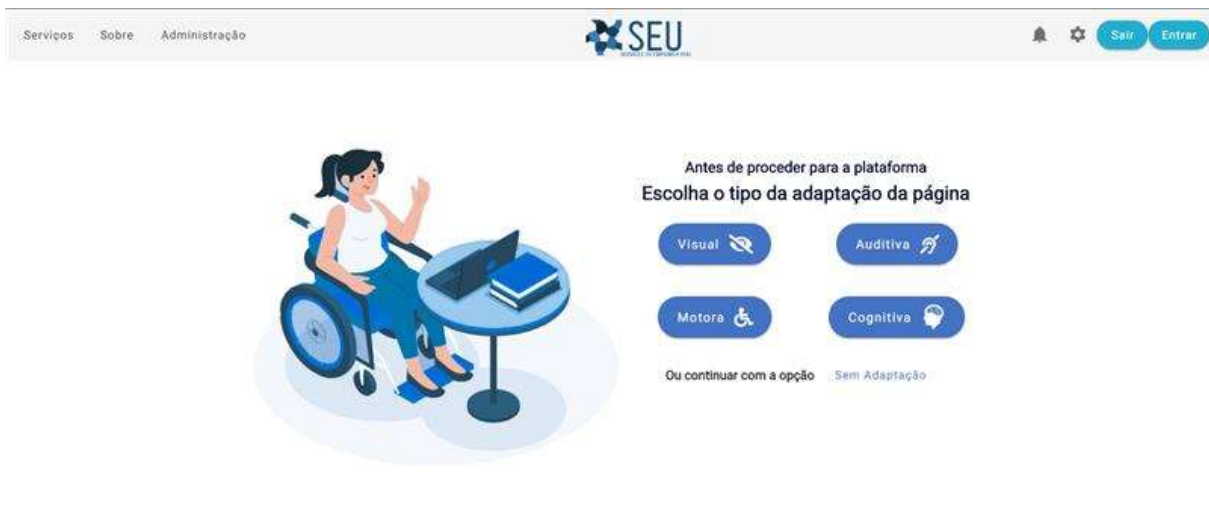 Serviços Sobre Administração SEU Sair Entrar
Antes de proceder para a plataforma
Escolha o tipo da adaptação da página
Visual Auditiva
Motora Cognitiva
Ou continuar com a opção Sem Adaptação